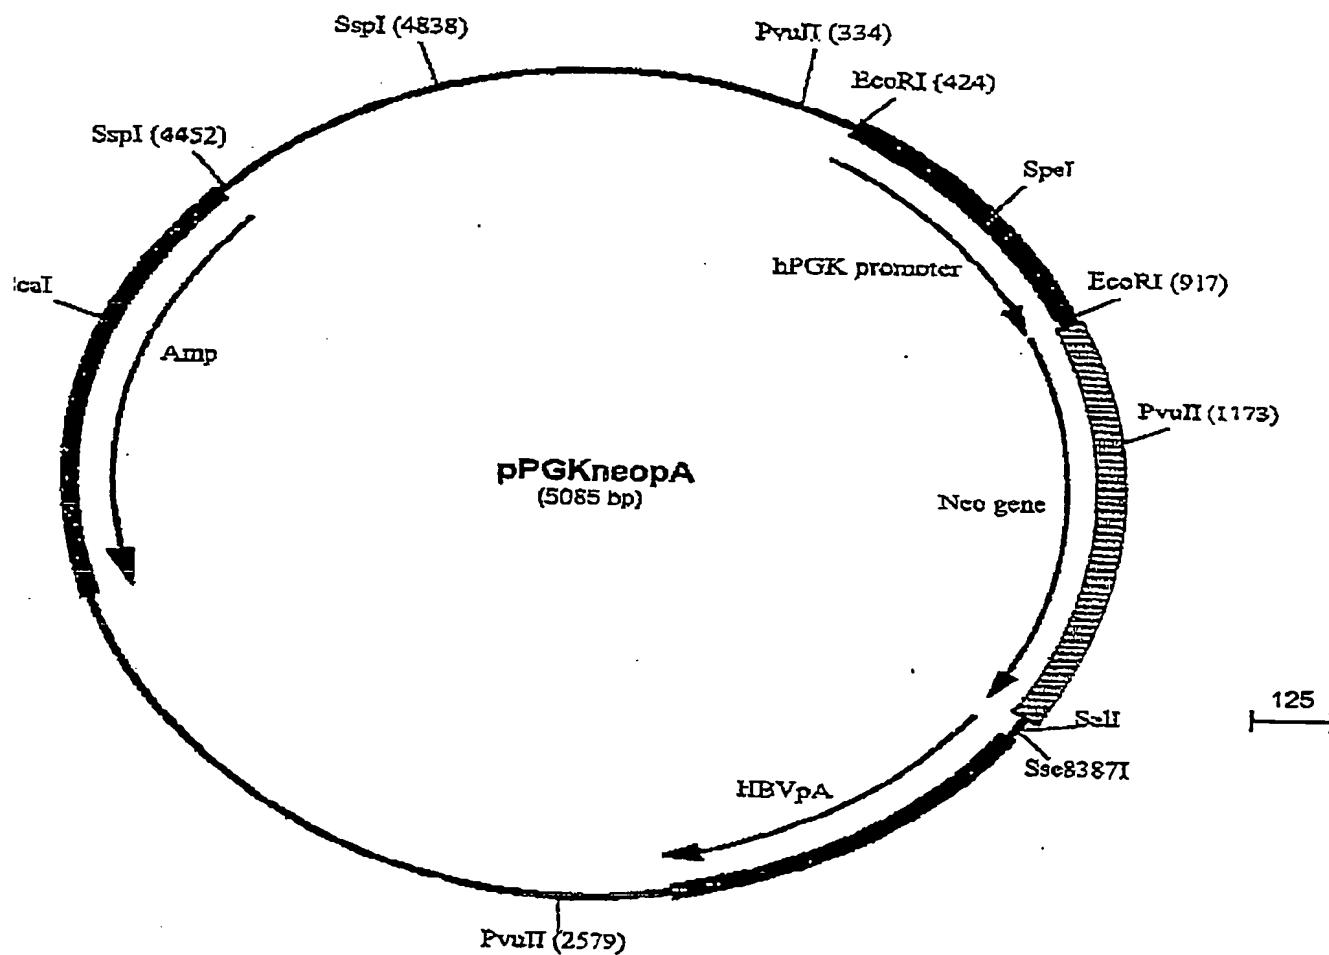 SspI (4838)
PvuII (334)
EcoRI (424)
SspI (4452)
SpeI
hPGK promoter
EcoRI (917)
caI
Amp
PvuII (1173)
pPGKneopA
(5085 bp)
Neo gene
125
SalI
Sse8387I
HBVpA
PvuII (2579)